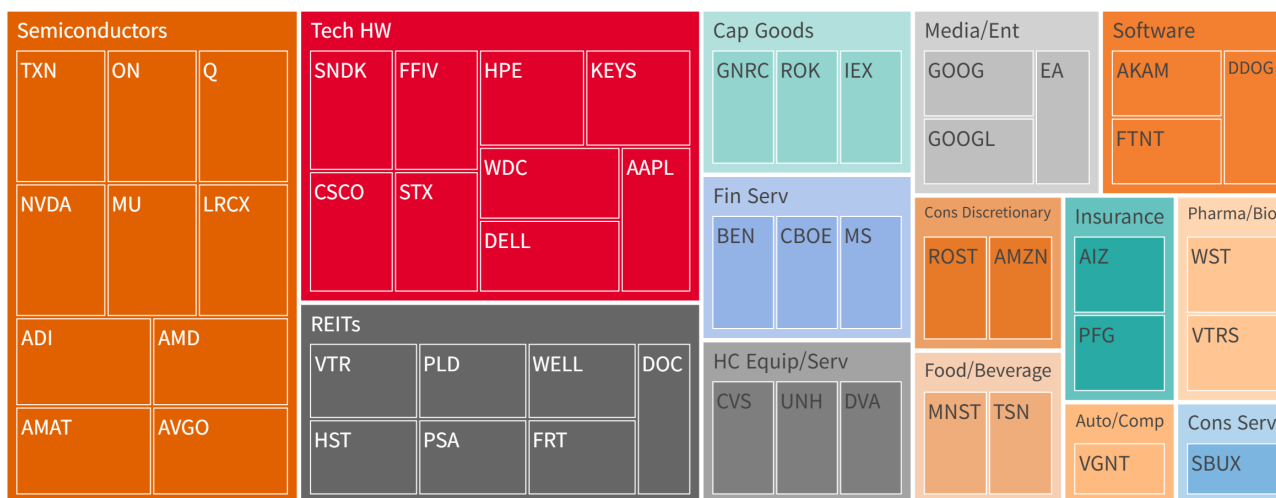 Semiconductors
TXN
ON
Q
NVDA
MU
LRCX
ADI
AMD
AMAT
AVGO
Tech HW
SNDK
FFIV
HPE
KEYS
CSCO
STX
WDC
AAPL
DELL
REITs
VTR
PLD
WELL
DOC
HST
PSA
FRT
Cap Goods
GNRC
ROK
IEX
Fin Serv
BEN
CBOE
MS
HC Equip/Serv
CVS
UNH
DVA
Media/Ent
GOOG
EA
GOOGL
Software
AKAM
DDOG
FTNT
Cons Discretionary
ROST
AMZN
Insurance
AIZ
PFG
Pharma/Bio
WST
VTRS
Food/Beverage
MNST
TSN
Auto/Comp
VGNT
Cons Serv
SBUX